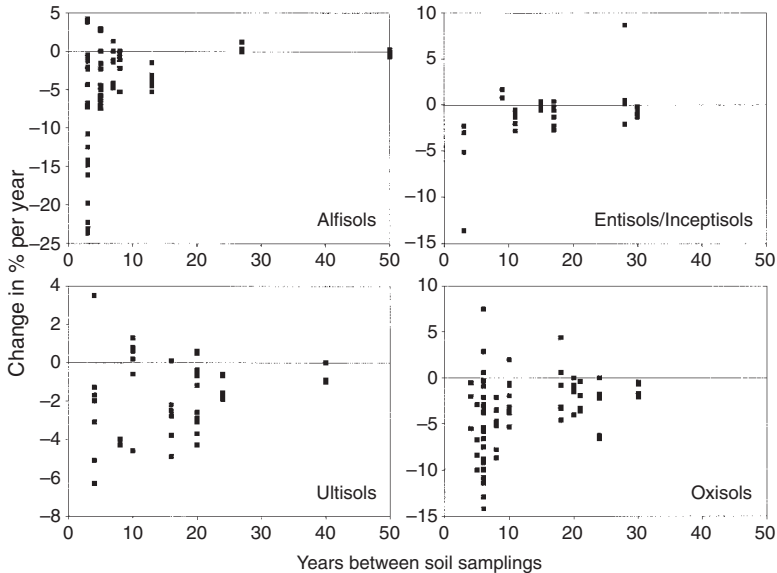 Change in % per year
5
0
−5
−10
−15
−20
−25
0 10 20 30 40 50
Alfisols
10
5
0
−5
−10
−15
0 10 20 30 40 50
Entisols/Inceptisols
4
2
0
−2
−4
−6
−8
0 10 20 30 40 50
Ultisols
10
5
0
−5
−10
−15
0 10 20 30 40 50
Oxisols
Years between soil samplings